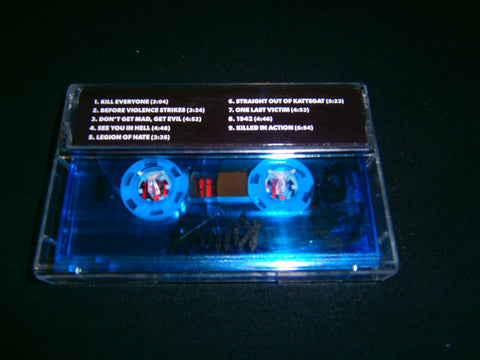 1. KILL EVERYONE (2:04)
2. BEFORE VIOLENCE STRIKES (3:24)
3. DON'T GET MAD, GET EVIL (4:52)
4. SEE YOU IN HELL (4:48)
5. LEGION OF HATE (3:35)
6. STRAIGHT OUT OF KATTEGAT (5:23)
7. ONE LAST VICTIM (4:53)
8. 1942 (4:46)
9. KILLED IN ACTION (6:54)